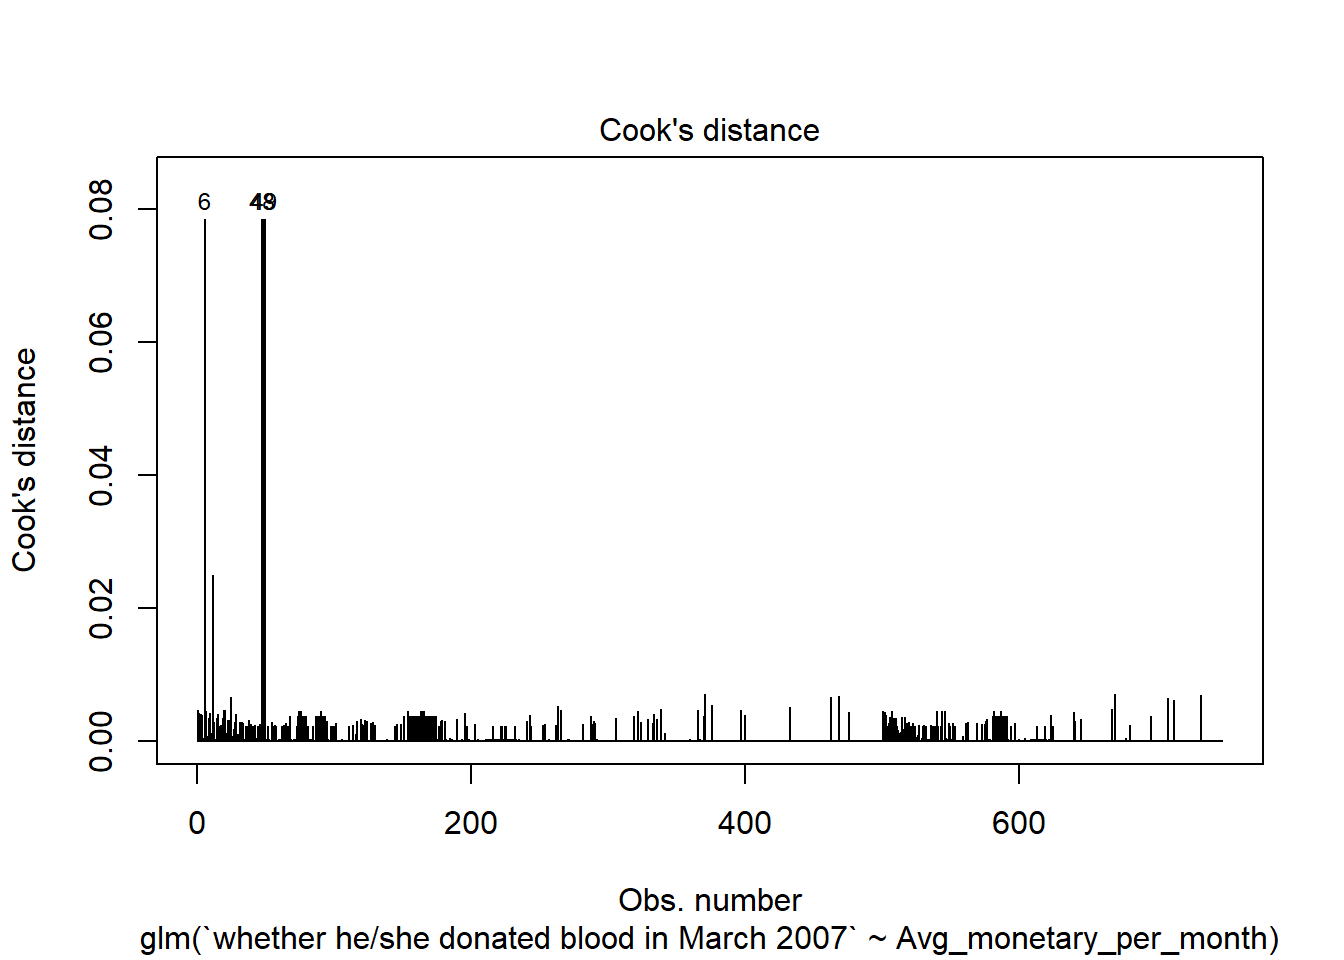 Cook's distance
6 49
0.08
0.06
0.04
0.02
0.00
Cook's distance
0 200 400 600
Obs. number
glm(`whether he/she donated blood in March 2007` ~ Avg_monetary_per_month)